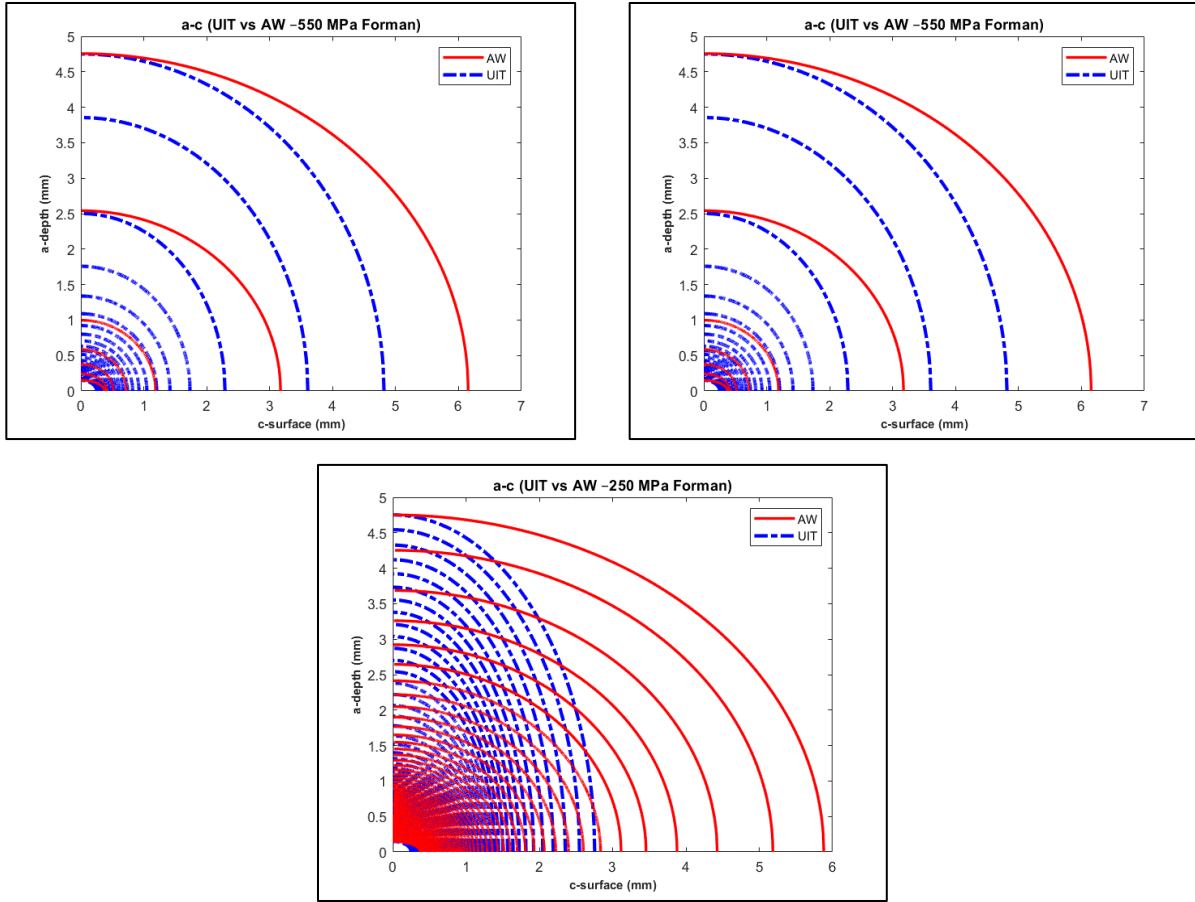 a-c (UIT vs AW –550 MPa Forman)
5
4.5
4
3.5
3
2.5
2
1.5
1
0.5
0
a-depth (mm)
AW
UIT
0 1 2 3 4 5 6 7
c-surface (mm)
a-c (UIT vs AW –550 MPa Forman)
5
4.5
4
3.5
3
2.5
2
1.5
1
0.5
0
a-depth (mm)
AW
UIT
0 1 2 3 4 5 6 7
c-surface (mm)
a-c (UIT vs AW –250 MPa Forman)
5
4.5
4
3.5
3
2.5
2
1.5
1
0.5
0
a-depth (mm)
AW
UIT
0 1 2 3 4 5 6
c-surface (mm)